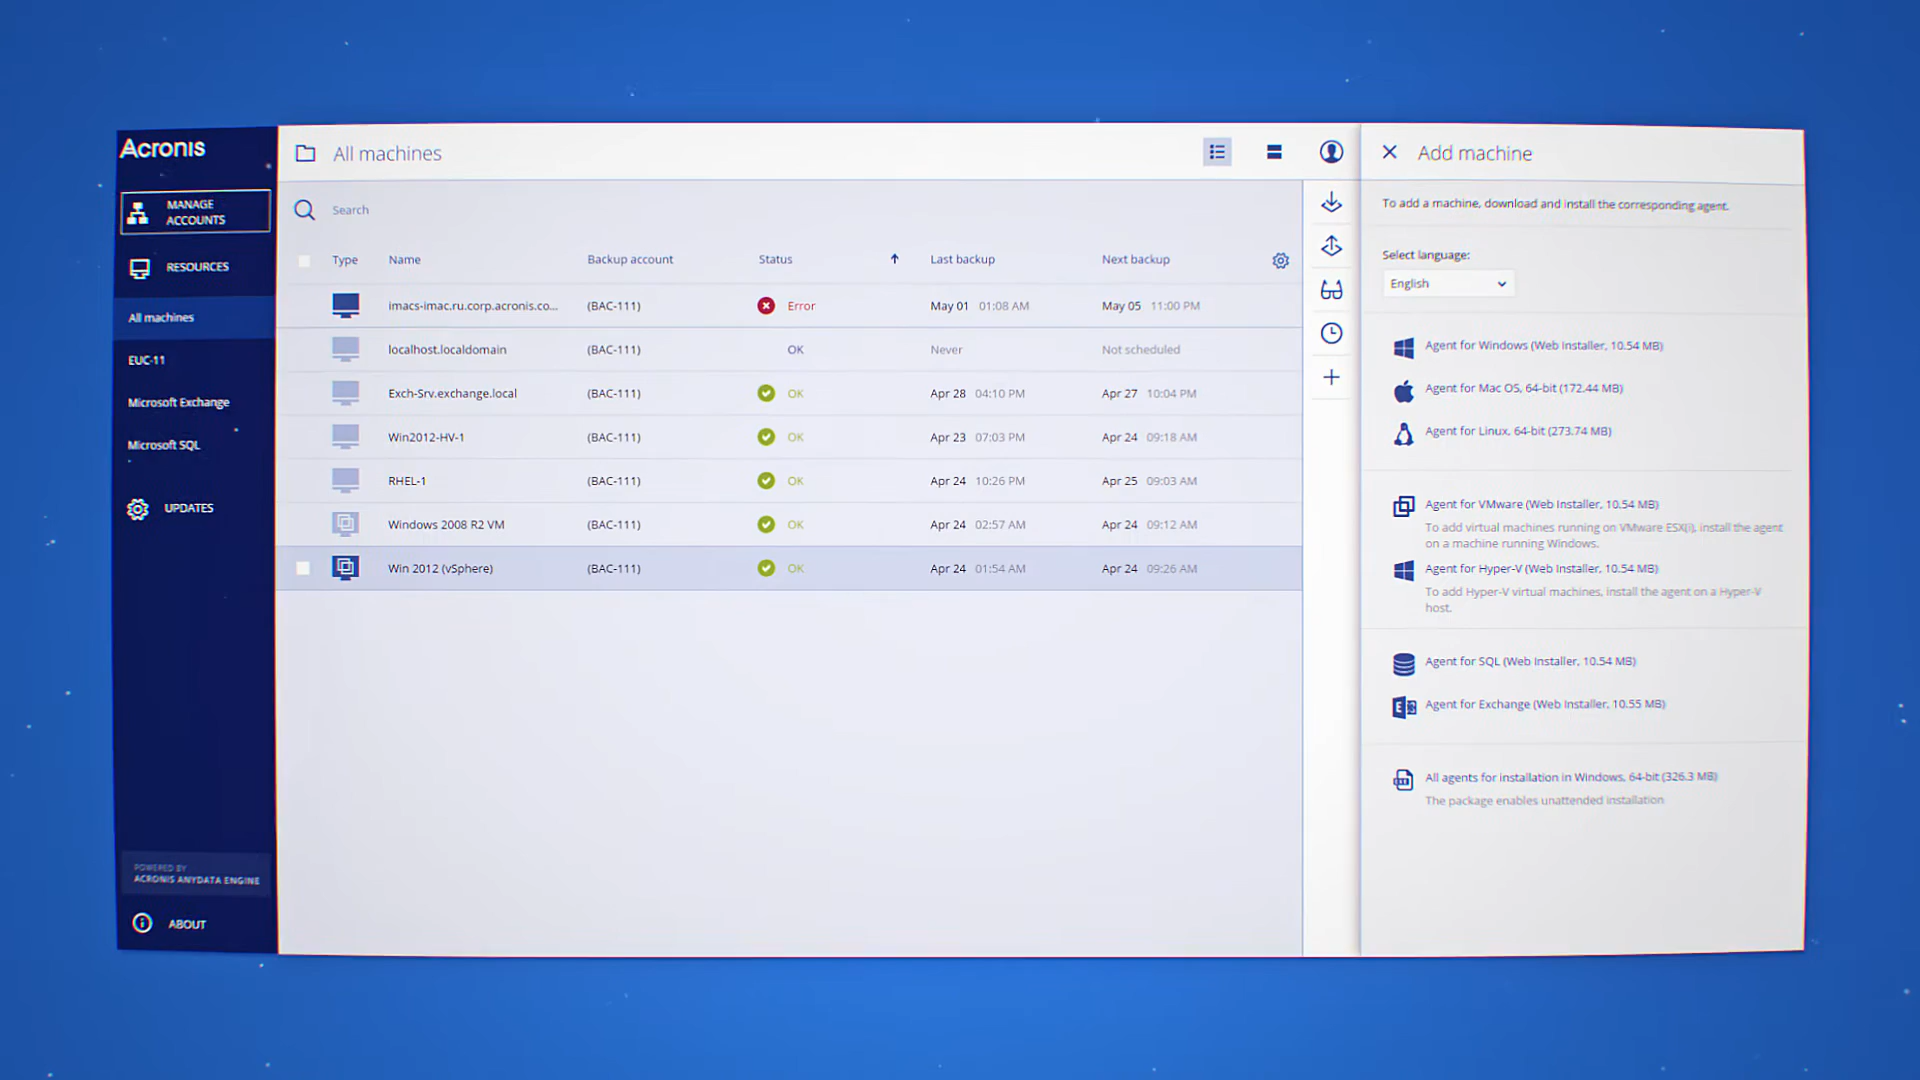 Acronis
MANAGE
ACCOUNTS
RESOURCES
All machines
EUC-11
Microsoft Exchange
Microsoft SQL
UPDATES
POWERED BY
ACRONIS ANYDATA ENGINE
ABOUT
All machines
Search
Type Name Backup account Status Last backup Next backup
imacs-imac.ru.corp.acronis.co... (BAC-111) Error May 01 01:08 AM May 05 11:00 PM
localhost.localdomain (BAC-111) OK Never Not scheduled
Exch-Srv.exchange.local (BAC-111) OK Apr 28 04:10 PM Apr 27 10:04 PM
Win2012-HV-1 (BAC-111) OK Apr 23 07:03 PM Apr 24 09:18 AM
RHEL-1 (BAC-111) OK Apr 24 10:26 PM Apr 25 09:03 AM
Windows 2008 R2 VM (BAC-111) OK Apr 24 02:57 AM Apr 24 09:12 AM
Win 2012 (vSphere) (BAC-111) OK Apr 24 01:54 AM Apr 24 09:26 AM
Add machine
To add a machine, download and install the corresponding agent.
Select language:
English
Agent for Windows (Web Installer, 10.54 MB)
Agent for Mac OS, 64-bit (172.44 MB)
Agent for Linux, 64-bit (273.74 MB)
Agent for VMware (Web Installer, 10.54 MB)
To add virtual machines running on VMware ESX(i), install the agent
on a machine running Windows.
Agent for Hyper-V (Web Installer, 10.54 MB)
To add Hyper-V virtual machines, install the agent on a Hyper-V
host.
Agent for SQL (Web Installer, 10.54 MB)
Agent for Exchange (Web Installer, 10.55 MB)
All agents for installation in Windows, 64-bit (326.3 MB)
The package enables unattended installation